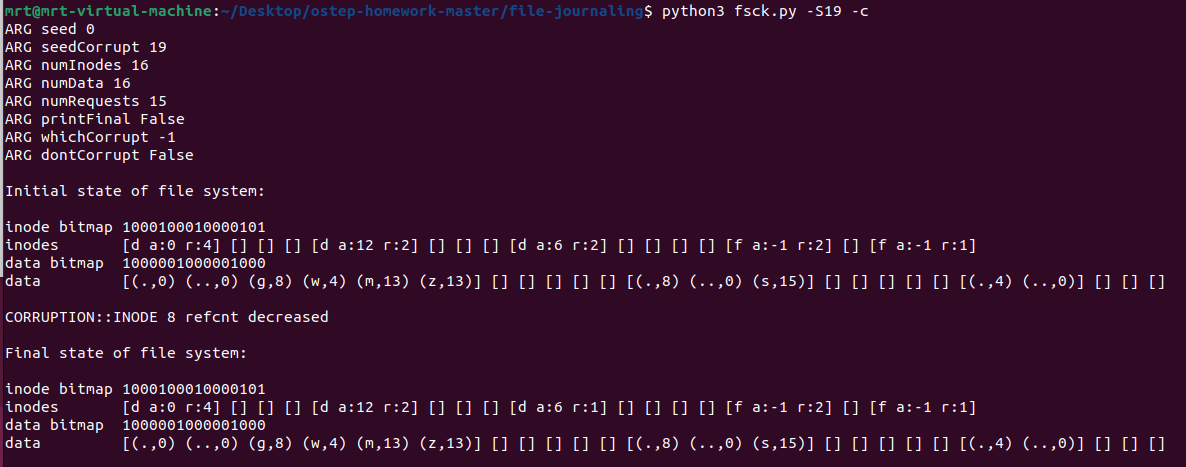 mrt@mrt-virtual-machine:~/Desktop/ostep-homework-master/file-journaling$ python3 fsck.py -S19 -c
ARG seed 0
ARG seedCorrupt 19
ARG numInodes 16
ARG numData 16
ARG numRequests 15
ARG printFinal False
ARG whichCorrupt -1
ARG dontCorrupt False
Initial state of file system:
inode bitmap 1000100010000101
inodes       [d a:0 r:4] [] [] [] [d a:12 r:2] [] [] [] [d a:6 r:2] [] [] [] [] [f a:-1 r:2] [] [f a:-1 r:1]
data bitmap  1000001000001000
data         [(.,0) (..,0) (g,8) (w,4) (m,13) (z,13)] [] [] [] [] [] [(.,8) (..,0) (s,15)] [] [] [] [] [] [(.,4) (..,0)] [] [] []
CORRUPTION::INODE 8 refcnt decreased
Final state of file system:
inode bitmap 1000100010000101
inodes       [d a:0 r:4] [] [] [] [d a:12 r:2] [] [] [] [d a:6 r:1] [] [] [] [] [f a:-1 r:2] [] [f a:-1 r:1]
data bitmap  1000001000001000
data         [(.,0) (..,0) (g,8) (w,4) (m,13) (z,13)] [] [] [] [] [] [(.,8) (..,0) (s,15)] [] [] [] [] [] [(.,4) (..,0)] [] [] []